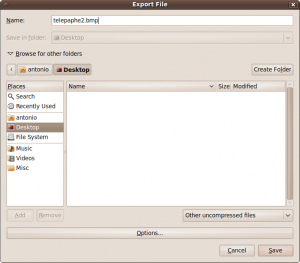 Export File
Name: telepaphe2.bmp
Save in folder: Desktop
Browse for other folders
antonio Desktop Create Folder
Places Name Size Modified
Search
Recently Used
antonio
Desktop
File System
Music
Videos
Misc
Add Remove Other uncompressed files
Options...
Cancel Save